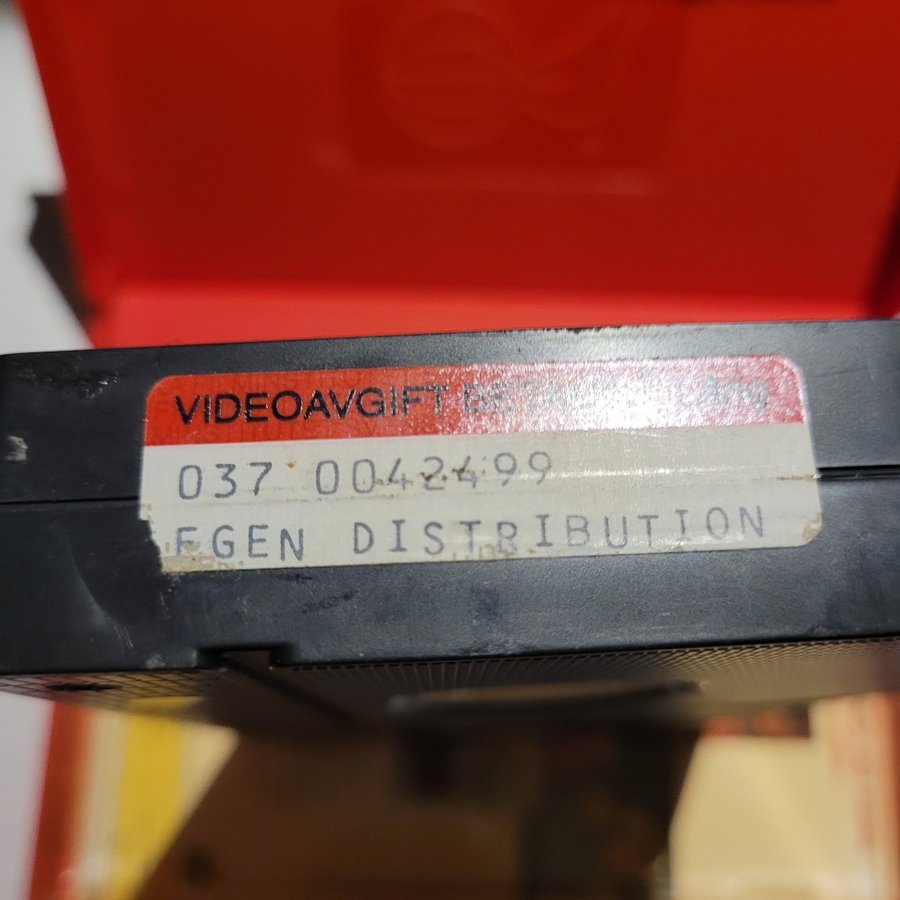 VIDEOAVGIFT
037 0042499
EGEN DISTRIBUTION